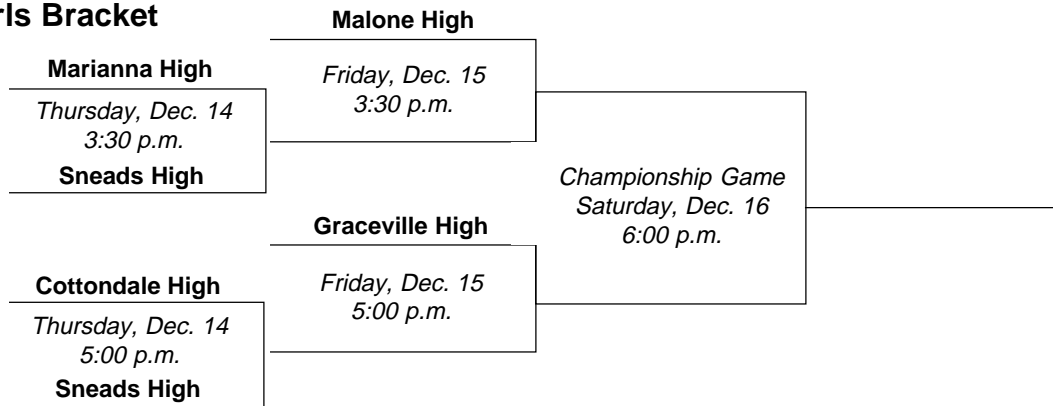 rls Bracket
Malone High
Marianna High
Friday, Dec. 15
3:30 p.m.
Thursday, Dec. 14
3:30 p.m.
Sneads High
Championship Game
Saturday, Dec. 16
6:00 p.m.
Graceville High
Cottondale High
Friday, Dec. 15
5:00 p.m.
Thursday, Dec. 14
5:00 p.m.
Sneads High